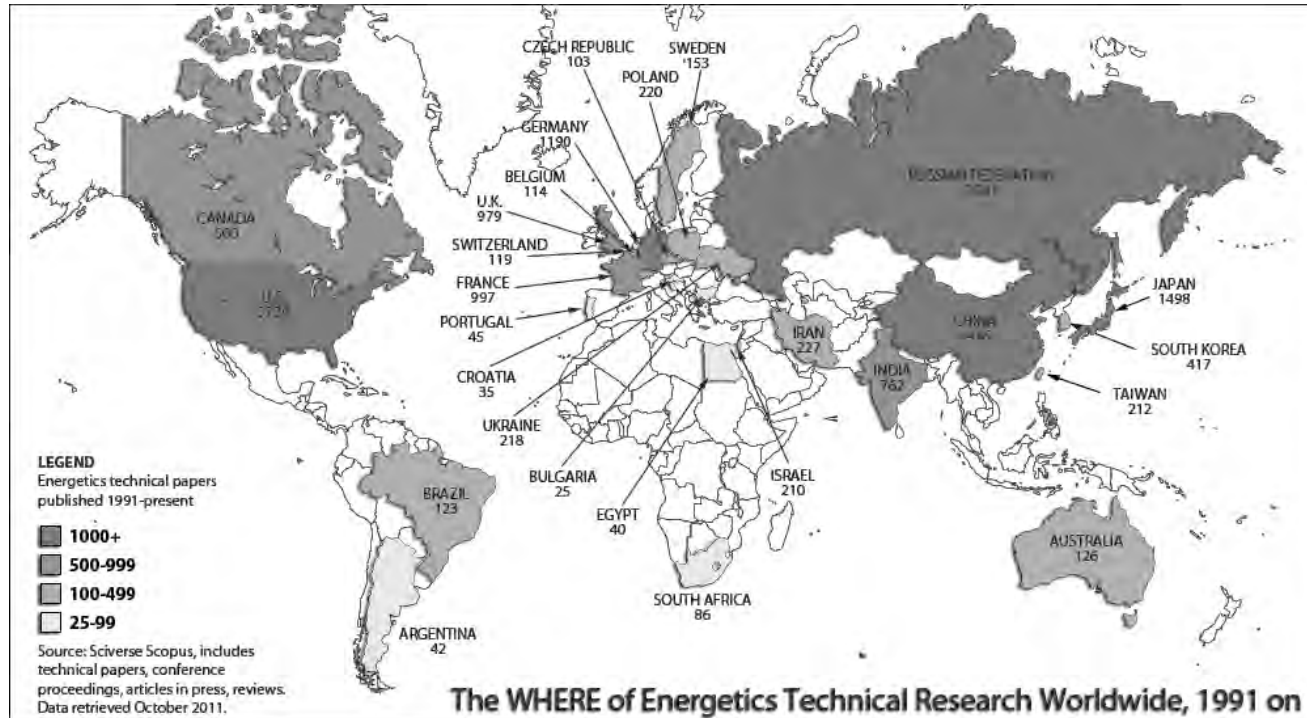 CZECH REPUBLIC
103
SWEDEN
'153
POLAND
220
GERMANY
1190
BELGIUM
114
U.K.
979
SWITZERLAND
119
FRANCE
997
PORTUGAL
45
CROATIA
35
UKRAINE
218
BULGARIA
25
EGYPT
40
ISRAEL
210
SOUTH AFRICA
86
CANADA
RUSSIAN FEDERATION
CHINA
JAPAN
1498
SOUTH KOREA
417
TAIWAN
212
IRAN
227
INDIA
762
BRAZIL
123
ARGENTINA
42
AUSTRALIA
126
LEGEND
Energetics technical papers
published 1991-present
1000+
500-999
100-499
25-99
Source: Sciverse Scopus, includes
technical papers, conference
proceedings, articles in press, reviews.
Data retrieved October 2011.
The WHERE of Energetics Technical Research Worldwide, 1991 on